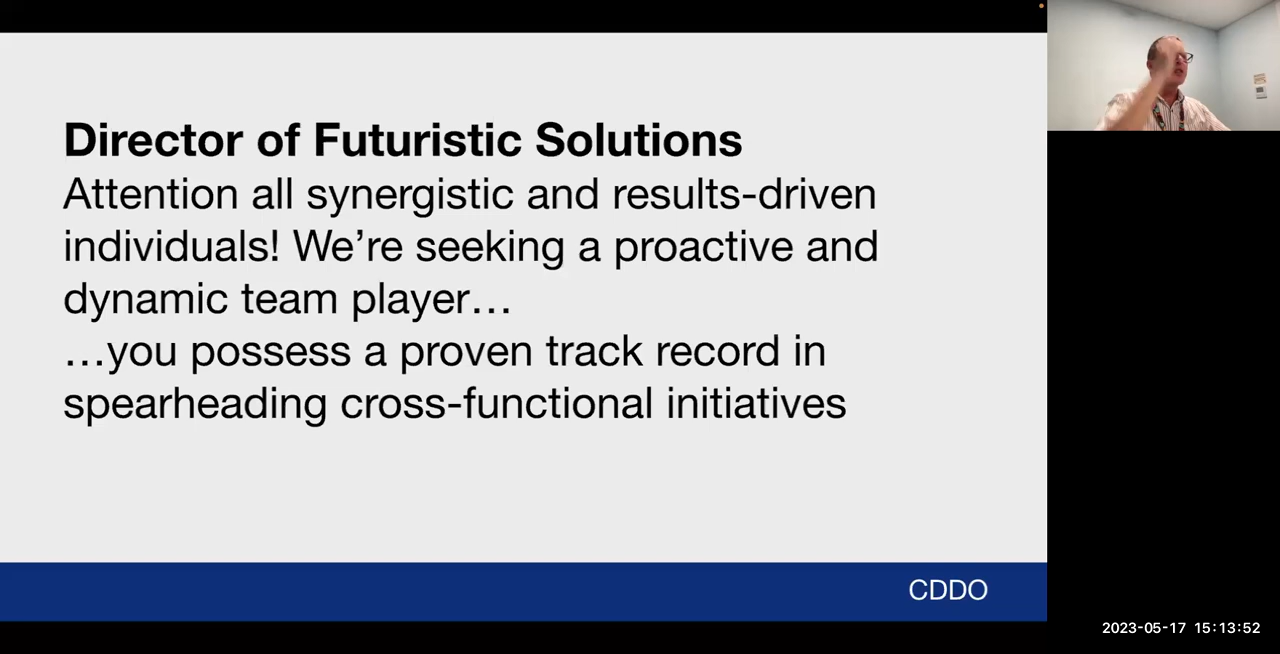 Director of Futuristic Solutions
Attention all synergistic and results-driven
individuals! We’re seeking a proactive and
dynamic team player…
…you possess a proven track record in
spearheading cross-functional initiatives
CDDO
2023-05-17 15:13:52